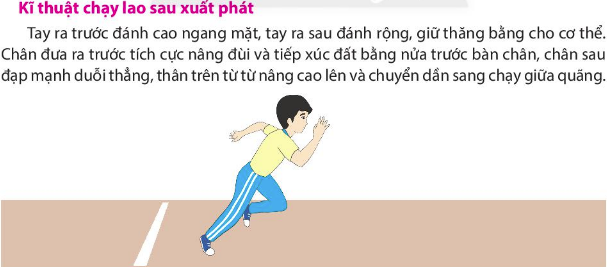 Kĩ thuật chạy lao sau xuất phát
Tay ra trước đánh cao ngang mặt, tay ra sau đánh rộng, giữ thăng bằng cho cơ thể.
Chân đưa ra trước tích cực nâng đùi và tiếp xúc đất bằng nửa trước bàn chân, chân sau
đạp mạnh duỗi thẳng, thân trên từ từ nâng cao lên và chuyển dần sang chạy giữa quãng.